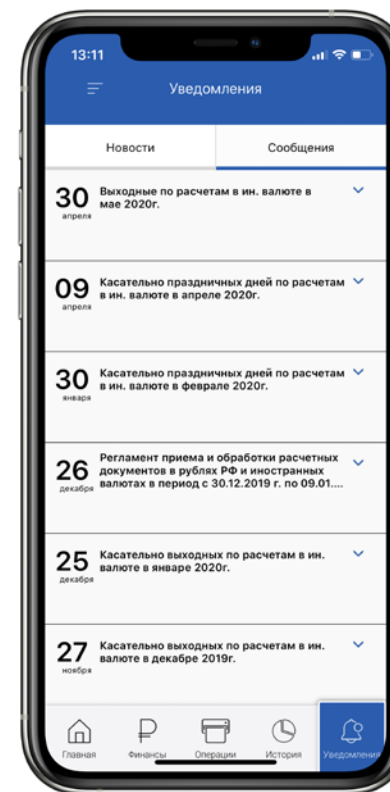 13:11
Уведомления
Новости
Сообщения
30
апреля
Выходные по расчетам в ин. валюте в
мае 2020г.
09
апреля
Касательно праздничных дней по расчетам
в ин. валюте в апреле 2020г.
30
января
Касательно праздничных дней по расчетам
в ин. валюте в феврале 2020г.
26
декабря
Регламент приема и обработки расчетных
документов в рублях РФ и иностранных
валютах в период с 30.12.2019 г. по 09.01....
25
декабря
Касательно выходных по расчетам в ин.
валюте в январе 2020г.
27
ноября
Касательно выходных по расчетам в ин.
валюте в декабре 2019г.
Главная
Финансы
Операции
История
Уведомления